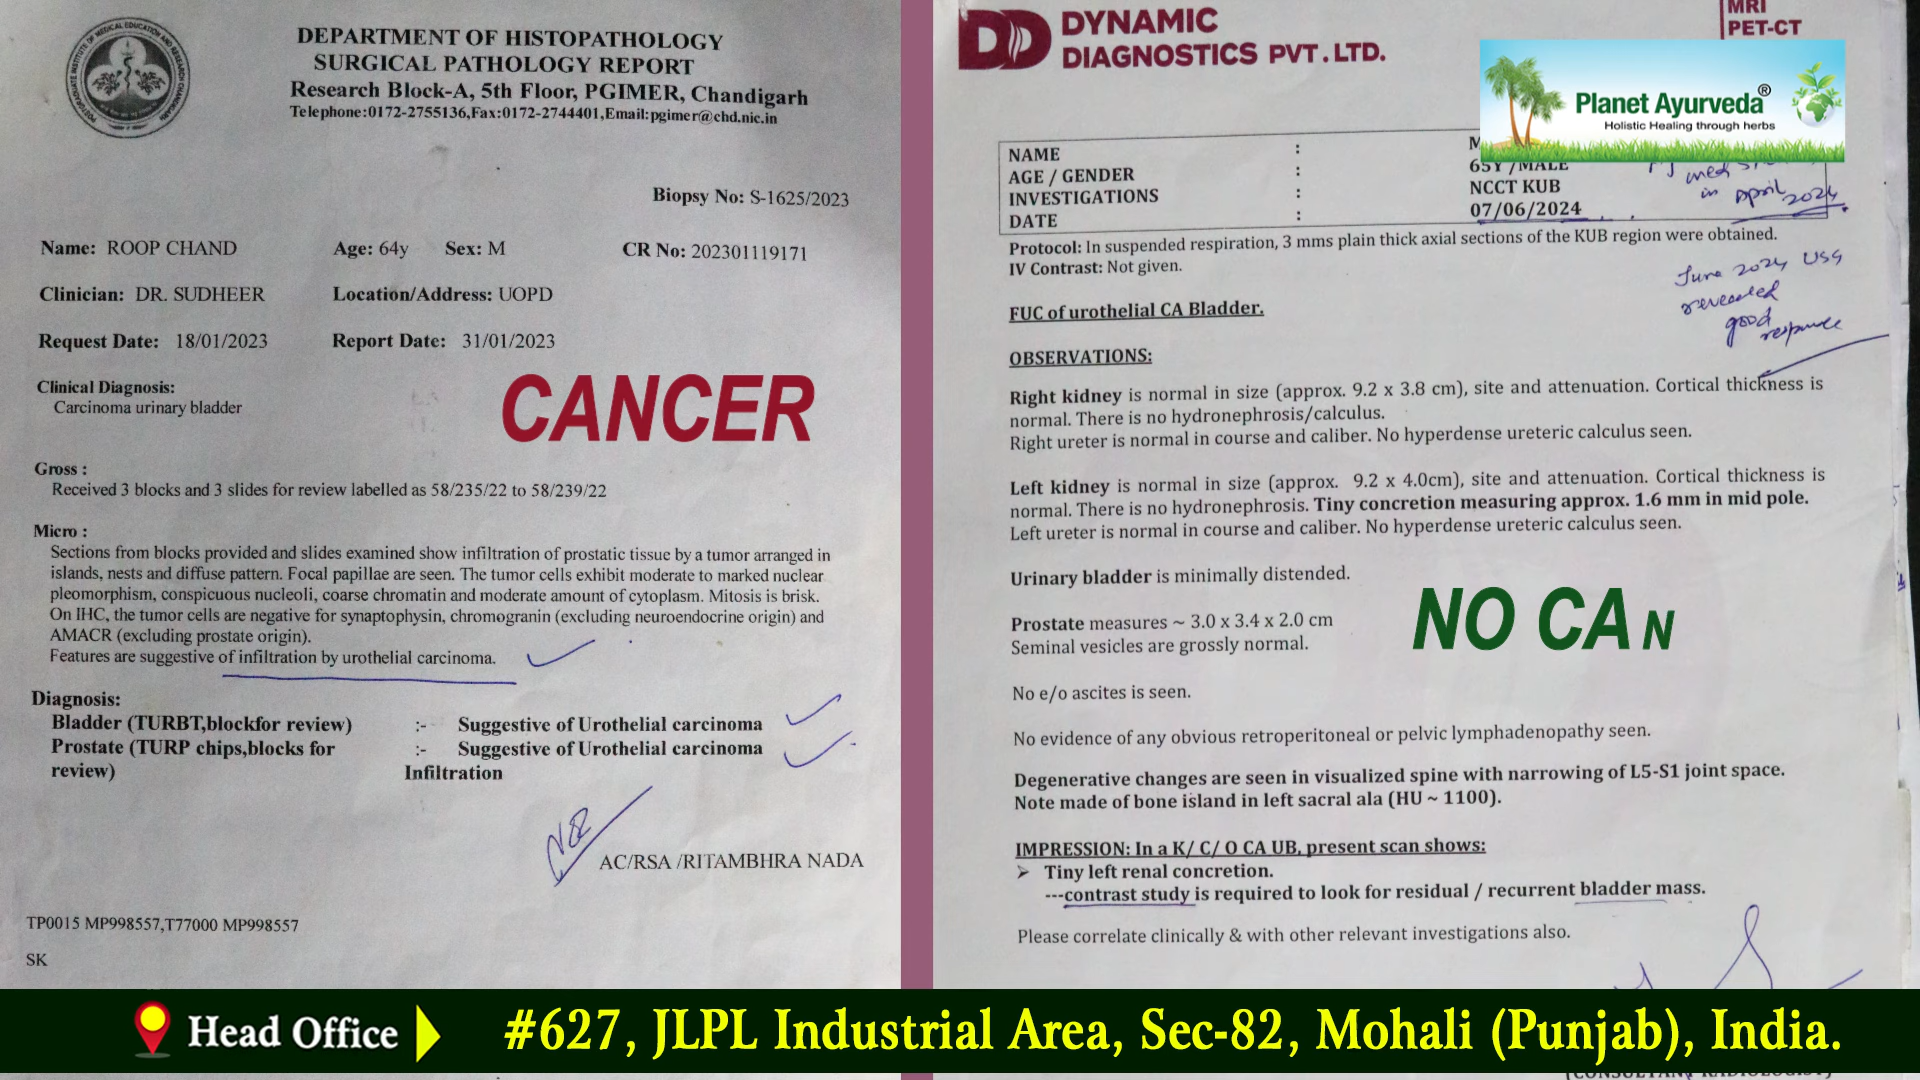 DEPARTMENT OF HISTOPATHOLOGY
SURGICAL PATHOLOGY REPORT
Research Block-A, 5th Floor, PGIMER, Chandigarh
Telephone:0172-2755136,Fax:0172-2744401,Email:pgimer@chd.nic.in
Biopsy No: S-1625/2023
Name: ROOP CHAND Age: 64y Sex: M CR No: 202301119171
Clinician: DR. SUDHEER Location/Address: UOPD
Request Date: 18/01/2023 Report Date: 31/01/2023
Clinical Diagnosis:
Carcinoma urinary bladder
CANCER
Gross :
Received 3 blocks and 3 slides for review labelled as 58/235/22 to 58/239/22
Micro :
Sections from blocks provided and slides examined show infiltration of prostatic tissue by a tumor arranged in
islands, nests and diffuse pattern. Focal papillae are seen. The tumor cells exhibit moderate to marked nuclear
pleomorphism, conspicuous nucleoli, coarse chromatin and moderate amount of cytoplasm. Mitosis is brisk.
On IHC, the tumor cells are negative for synaptophysin, chromogranin (excluding neuroendocrine origin) and
AMACR (excluding prostate origin).
Features are suggestive of infiltration by urothelial carcinoma.
Diagnosis:
Bladder (TURBT,blockfor review) :- Suggestive of Urothelial carcinoma
Prostate (TURP chips,blocks for :- Suggestive of Urothelial carcinoma
review) Infiltration
AC/RSA /RITAMBHRA NADA
TP0015 MP998557,T77000 MP998557
SK
DYNAMIC
DIAGNOSTICS PVT.LTD.
MRI
PET-CT
Planet Ayurveda®
Holistic Healing through herbs
NAME : M
AGE / GENDER : 65Y /MALE
INVESTIGATIONS : NCCT KUB
DATE : 07/06/2024
med
in April 2024
Protocol: In suspended respiration, 3 mms plain thick axial sections of the KUB region were obtained.
IV Contrast: Not given.
June 2024 USG
revealed
good
response
FUC of urothelial CA Bladder.
OBSERVATIONS:
Right kidney is normal in size (approx. 9.2 x 3.8 cm), site and attenuation. Cortical thickness is
normal. There is no hydronephrosis/calculus.
Right ureter is normal in course and caliber. No hyperdense ureteric calculus seen.
Left kidney is normal in size (approx. 9.2 x 4.0cm), site and attenuation. Cortical thickness is
normal. There is no hydronephrosis. Tiny concretion measuring approx. 1.6 mm in mid pole.
Left ureter is normal in course and caliber. No hyperdense ureteric calculus seen.
Urinary bladder is minimally distended.
NO CAN
Prostate measures ~ 3.0 x 3.4 x 2.0 cm
Seminal vesicles are grossly normal.
No e/o ascites is seen.
No evidence of any obvious retroperitoneal or pelvic lymphadenopathy seen.
Degenerative changes are seen in visualized spine with narrowing of L5-S1 joint space.
Note made of bone island in left sacral ala (HU ~ 1100).
IMPRESSION: In a K/ C/ O CA UB, present scan shows:
➢ Tiny left renal concretion.
---contrast study is required to look for residual / recurrent bladder mass.
Please correlate clinically & with other relevant investigations also.
Head Office #627, JLPL Industrial Area, Sec-82, Mohali (Punjab), India.